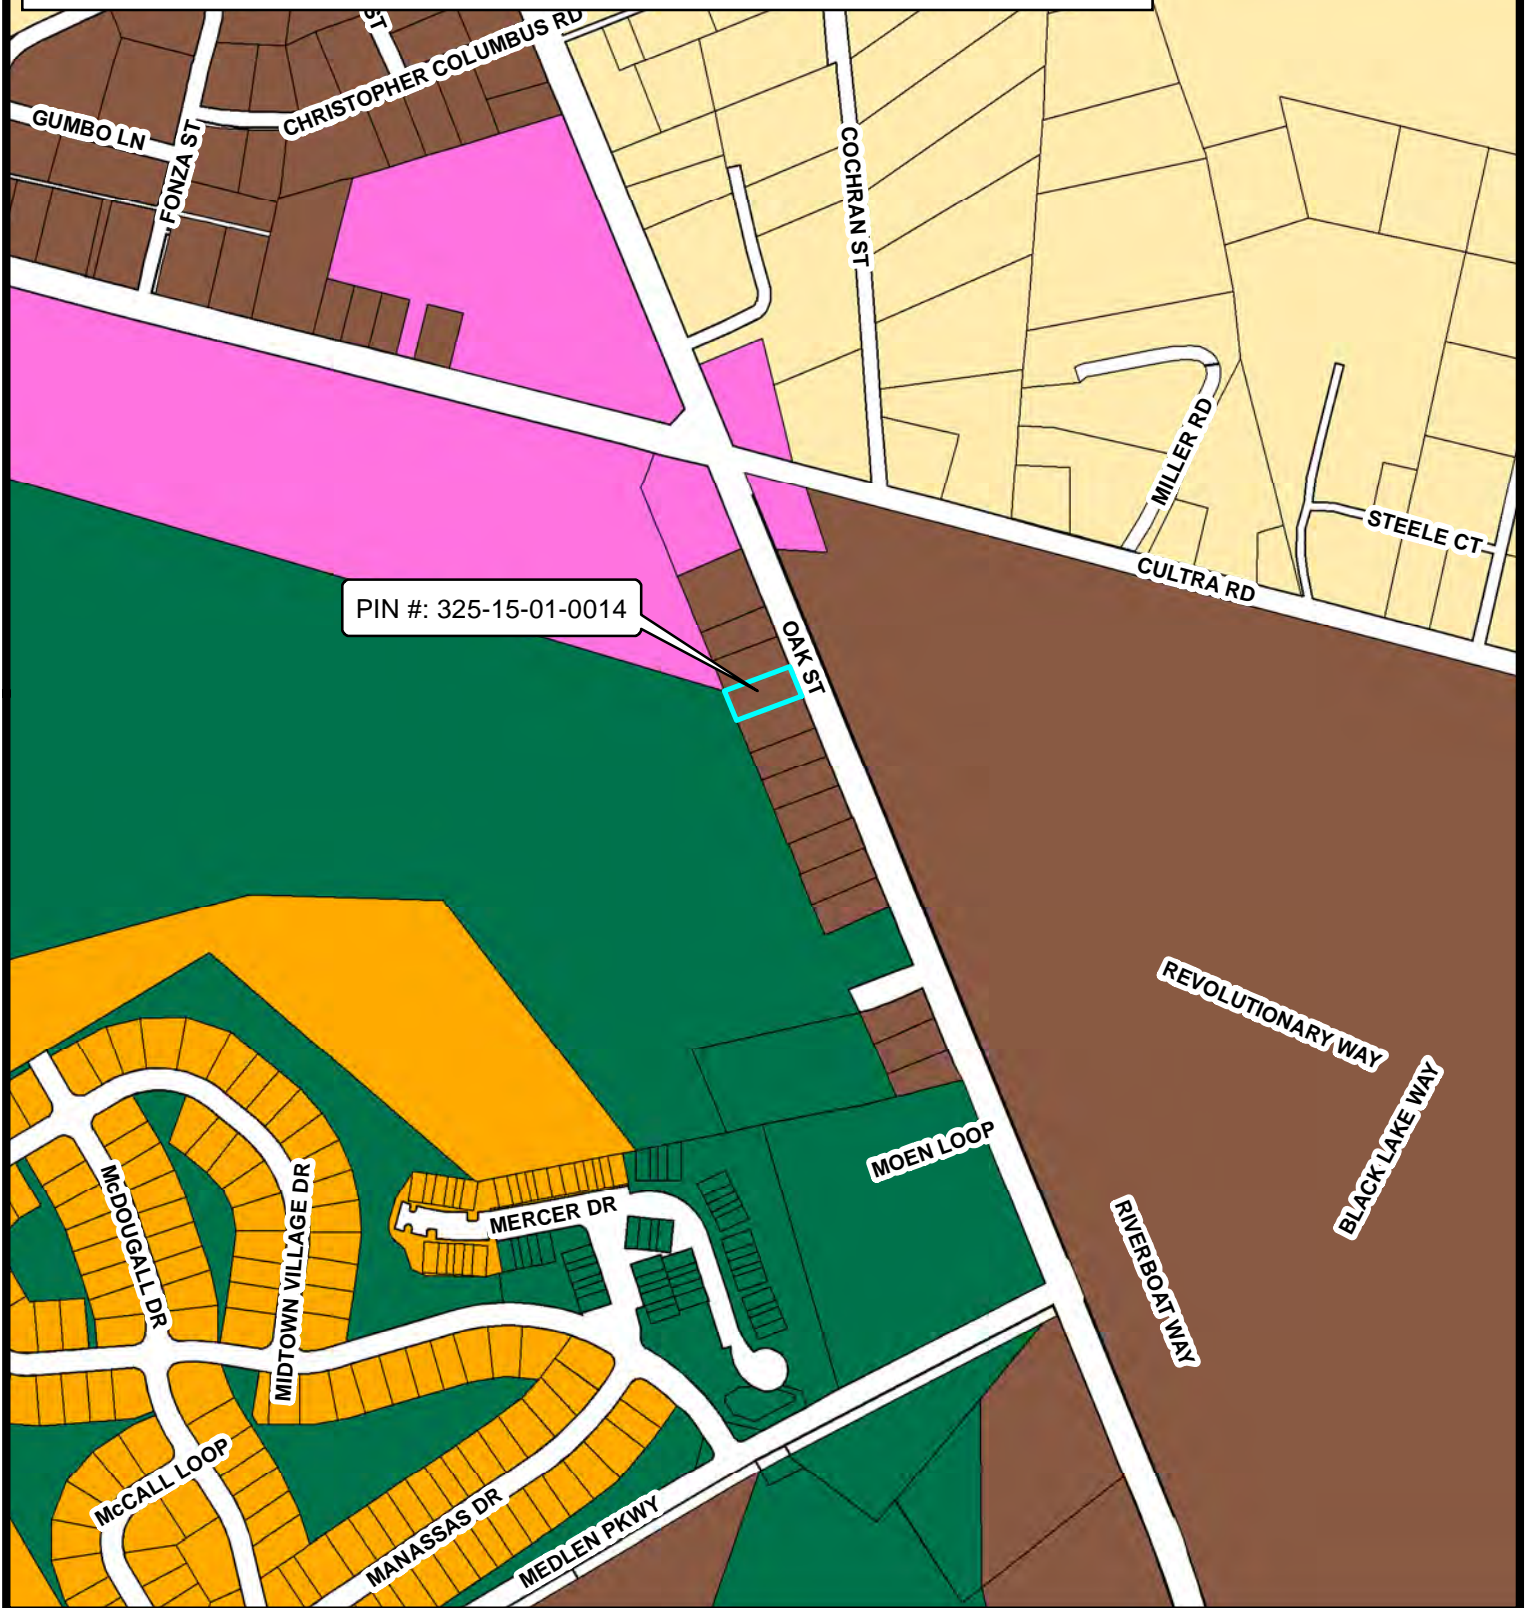 ST
CHRISTOPHER COLUMBUS RD
GUMBO LN
FONZA ST
COCHRAN ST
MILLER RD
STEELE CT
CULTRA RD
PIN #: 325-15-01-0014
OAK ST
REVOLUTIONARY WAY
BLACK LAKE WAY
MOEN LOOP
RIVERBOAT WAY
MERCER DR
McDOUGALL DR
MIDTOWN VILLAGE DR
McCALL LOOP
MANASSAS DR
MEDLEN PKWY